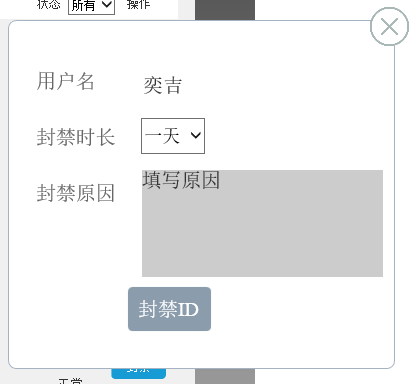 状态 所有 操作
用户名 奕吉
封禁时长 一天
封禁原因 填写原因
封禁ID